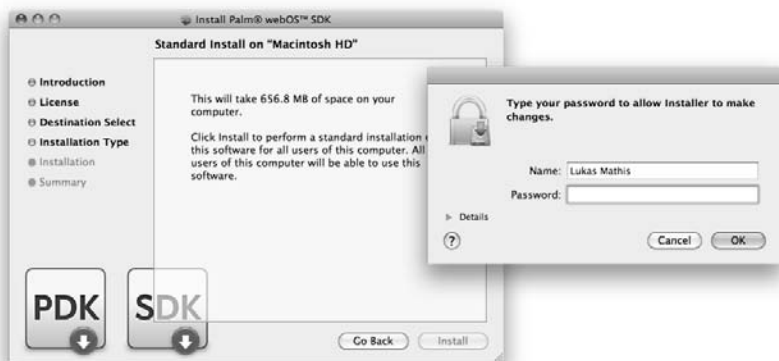 Install Palm® webOS™ SDK
Standard Install on "Macintosh HD"
Introduction
License
Destination Select
Installation Type
Installation
Summary
This will take 656.8 MB of space on your
computer.
Click Install to perform a standard installation
this software for all users of this computer. All
users of this computer will be able to use this
software.
PDK
SDK
Go Back
Install
Type your password to allow Installer to make
changes.
Name: Lukas Mathis
Password:
Details
?
Cancel
OK